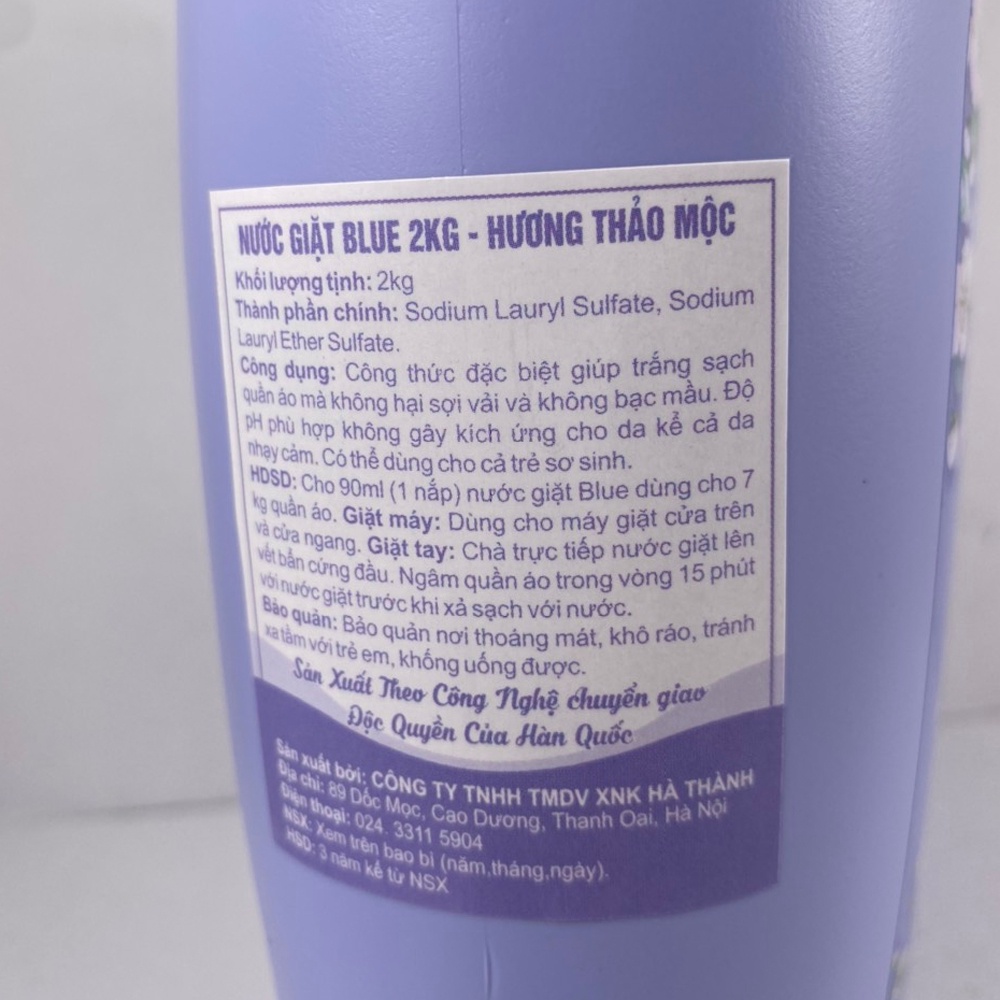 NƯỚC GIẶT BLUE 2KG - HƯƠNG THẢO MỘC
Khối lượng tịnh: 2kg
Thành phần chính: Sodium Lauryl Sulfate, Sodium
Lauryl Ether Sulfate.
Công dụng: Công thức đặc biệt giúp trắng sạch
quần áo mà không hại sợi vải và không bạc mầu. Độ
pH phù hợp không gây kích ứng cho da kể cả da
nhạy cảm. Có thể dùng cho cả trẻ sơ sinh.
HDSD: Cho 90ml (1 nắp) nước giặt Blue dùng cho 7
kg quần áo. Giặt máy: Dùng cho máy giặt cửa trên
và cửa ngang. Giặt tay: Chà trực tiếp nước giặt lên
vết bẩn cứng đầu. Ngâm quần áo trong vòng 15 phút
với nước giặt trước khi xả sạch với nước.
Bảo quản: Bảo quản nơi thoáng mát, khô ráo, tránh
xa tầm với trẻ em, không uống được.
Sản Xuất Theo Công Nghệ chuyển giao
Độc Quyền Của Hàn Quốc
Sản xuất bởi: CÔNG TY TNHH TMDV XNK HÀ THÀNH
Địa chỉ: 89 Dốc Mọc, Cao Dương, Thanh Oai, Hà Nội
Điện thoại: 024. 3311 5904
NSX: Xem trên bao bì (năm,tháng,ngày).
HSD: 3 năm kể từ NSX